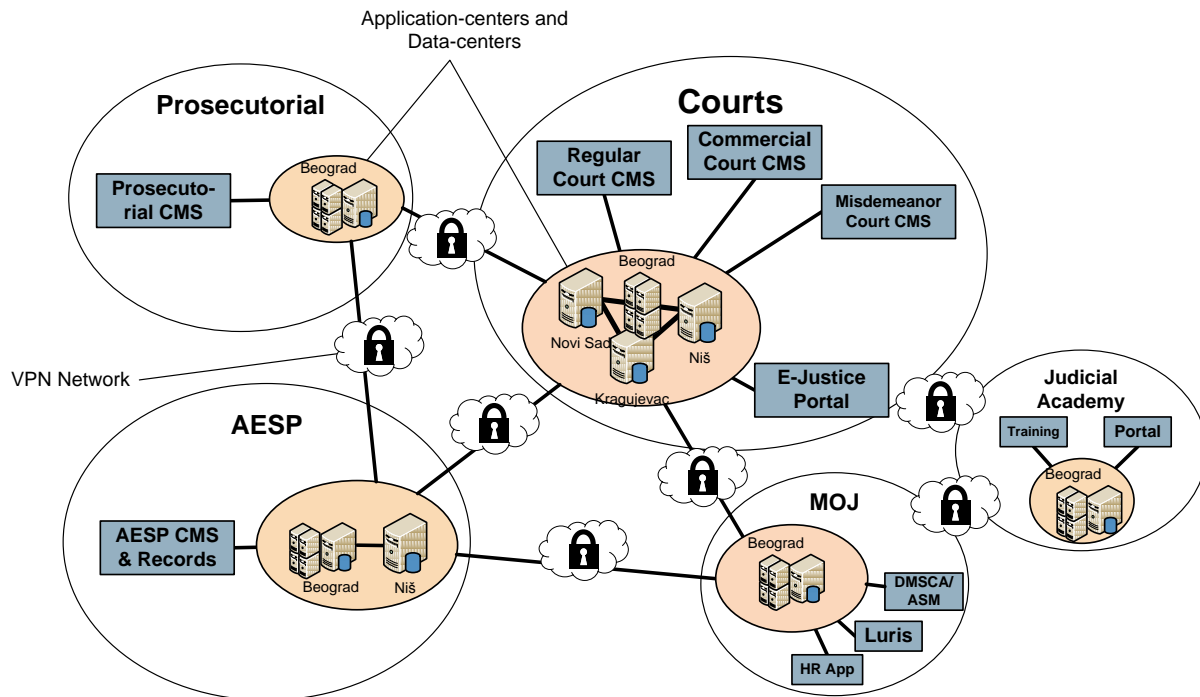 Application-centers and
Data-centers
Prosecutorial
Beograd
Prosecuto-
rial CMS
Courts
Regular
Court CMS
Commercial
Court CMS
Misdemeanor
Court CMS
Beograd
Novi Sad
Niš
Kragujevac
E-Justice
Portal
VPN Network
AESP
AESP CMS
& Records
Beograd
Niš
Judicial
Academy
Training
Portal
Beograd
MOJ
Beograd
DMSCA/
ASM
Luris
HR App